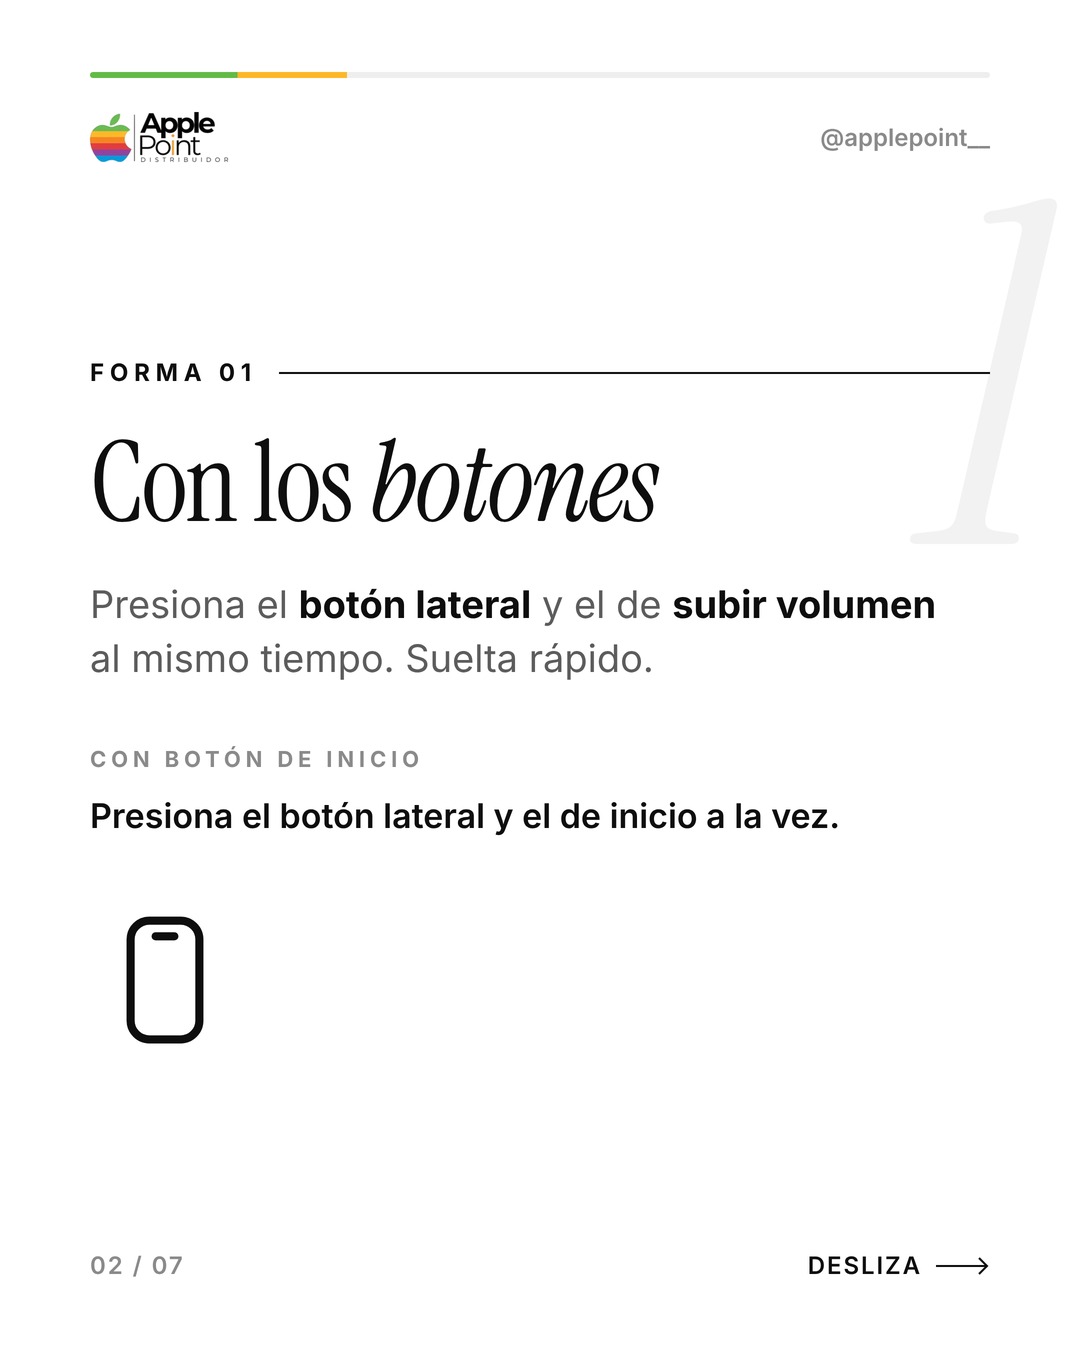 Apple
Point
DISTRIBUIDOR
@applepoint__
1
FORMA 01
Con los botones
Presiona el botón lateral y el de subir volumen
al mismo tiempo. Suelta rápido.
CON BOTÓN DE INICIO
Presiona el botón lateral y el de inicio a la vez.
02 / 07
DESLIZA